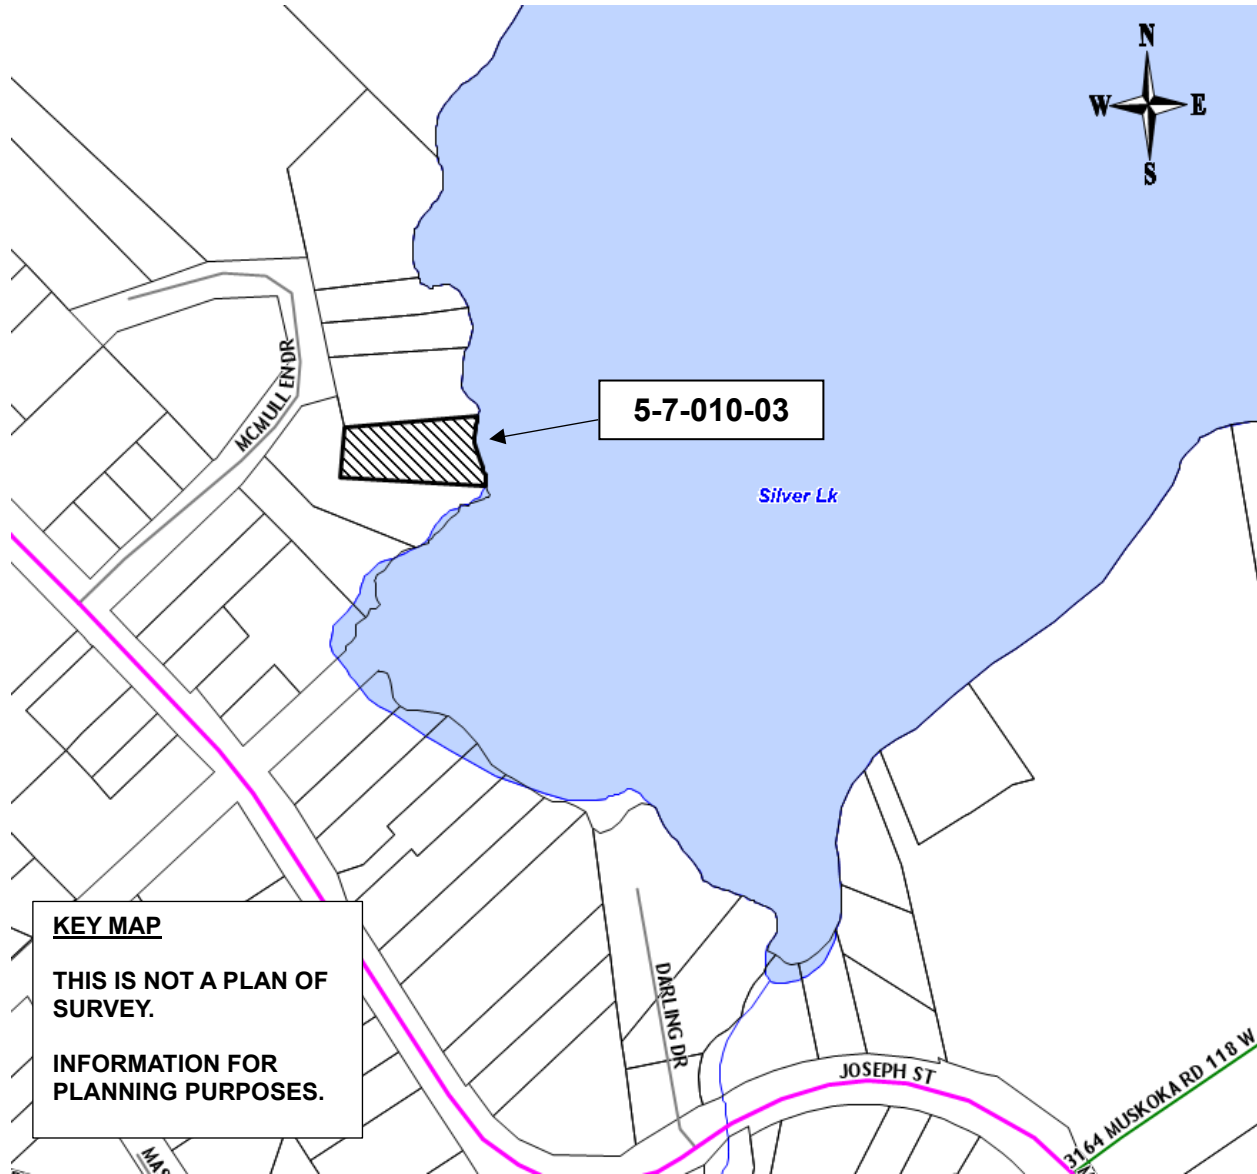 N
W E
S
MCMULLEN DR
5-7-010-03
Silver Lk
KEY MAP
THIS IS NOT A PLAN OF
SURVEY.
INFORMATION FOR
PLANNING PURPOSES.
DARLING DR
JOSEPH ST
3164 MUSKOKA RD 118 W